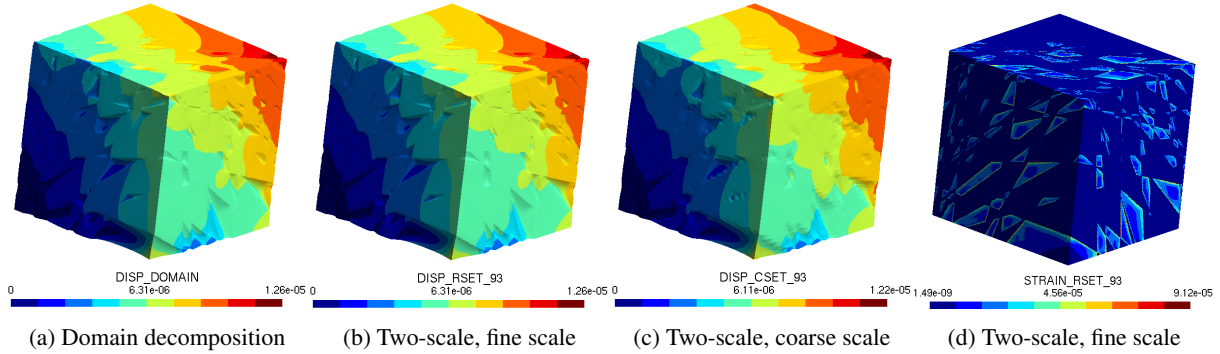 DISP_DOMAIN
0 6.31e-06 1.26e-05
(a) Domain decomposition
DISP_RSET_93
0 6.31e-06 1.26e-05
(b) Two-scale, fine scale
DISP_CSET_93
0 6.11e-06 1.22e-05
(c) Two-scale, coarse scale
STRAIN_RSET_93
1.49e-09 4.56e-05 9.12e-05
(d) Two-scale, fine scale